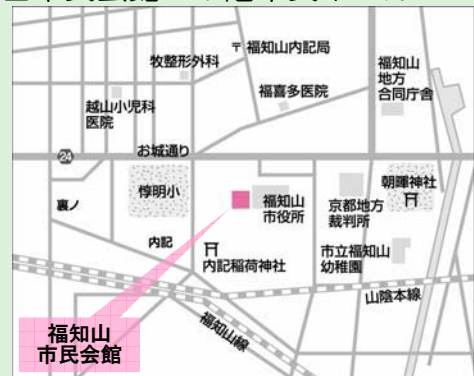 〒福知山内記局
牧整形外科
福知山
地方
合同庁舎
福喜多医院
越山小児科
医院
お城通り
24
惇明小
朝暉神社
裏ノ
福知山
市役所
京都地方
裁判所
内記
内記稲荷神社
市立福知山
幼稚園
山陰本線
福知山線
福知山
市民会館